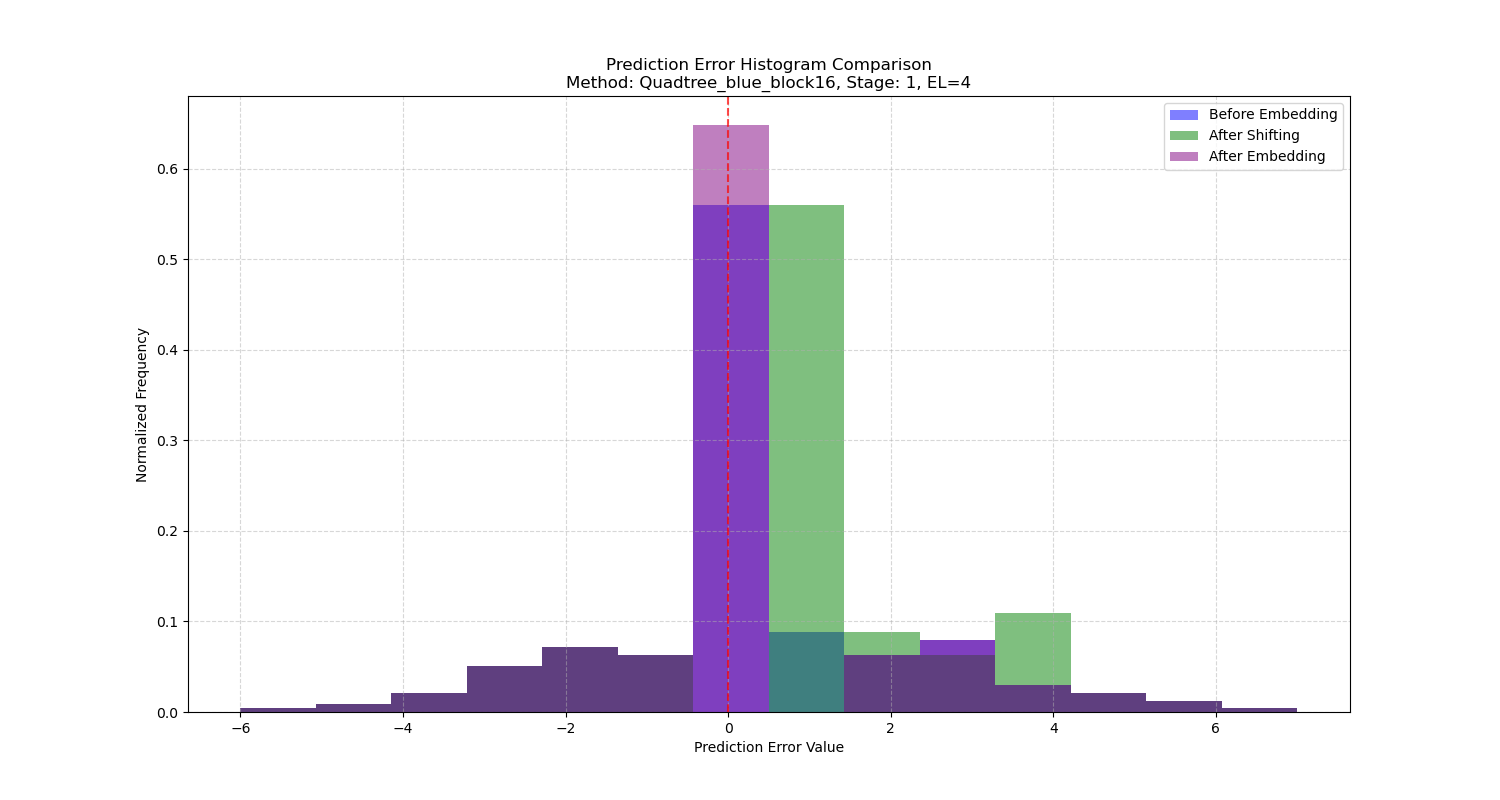 Prediction Error Histogram Comparison
Method: Quadtree_blue_block16, Stage: 1, EL=4
Before Embedding
After Shifting
After Embedding
Normalized Frequency
0.6
0.5
0.4
0.3
0.2
0.1
0.0
−6
−4
−2
0
2
4
6
Prediction Error Value